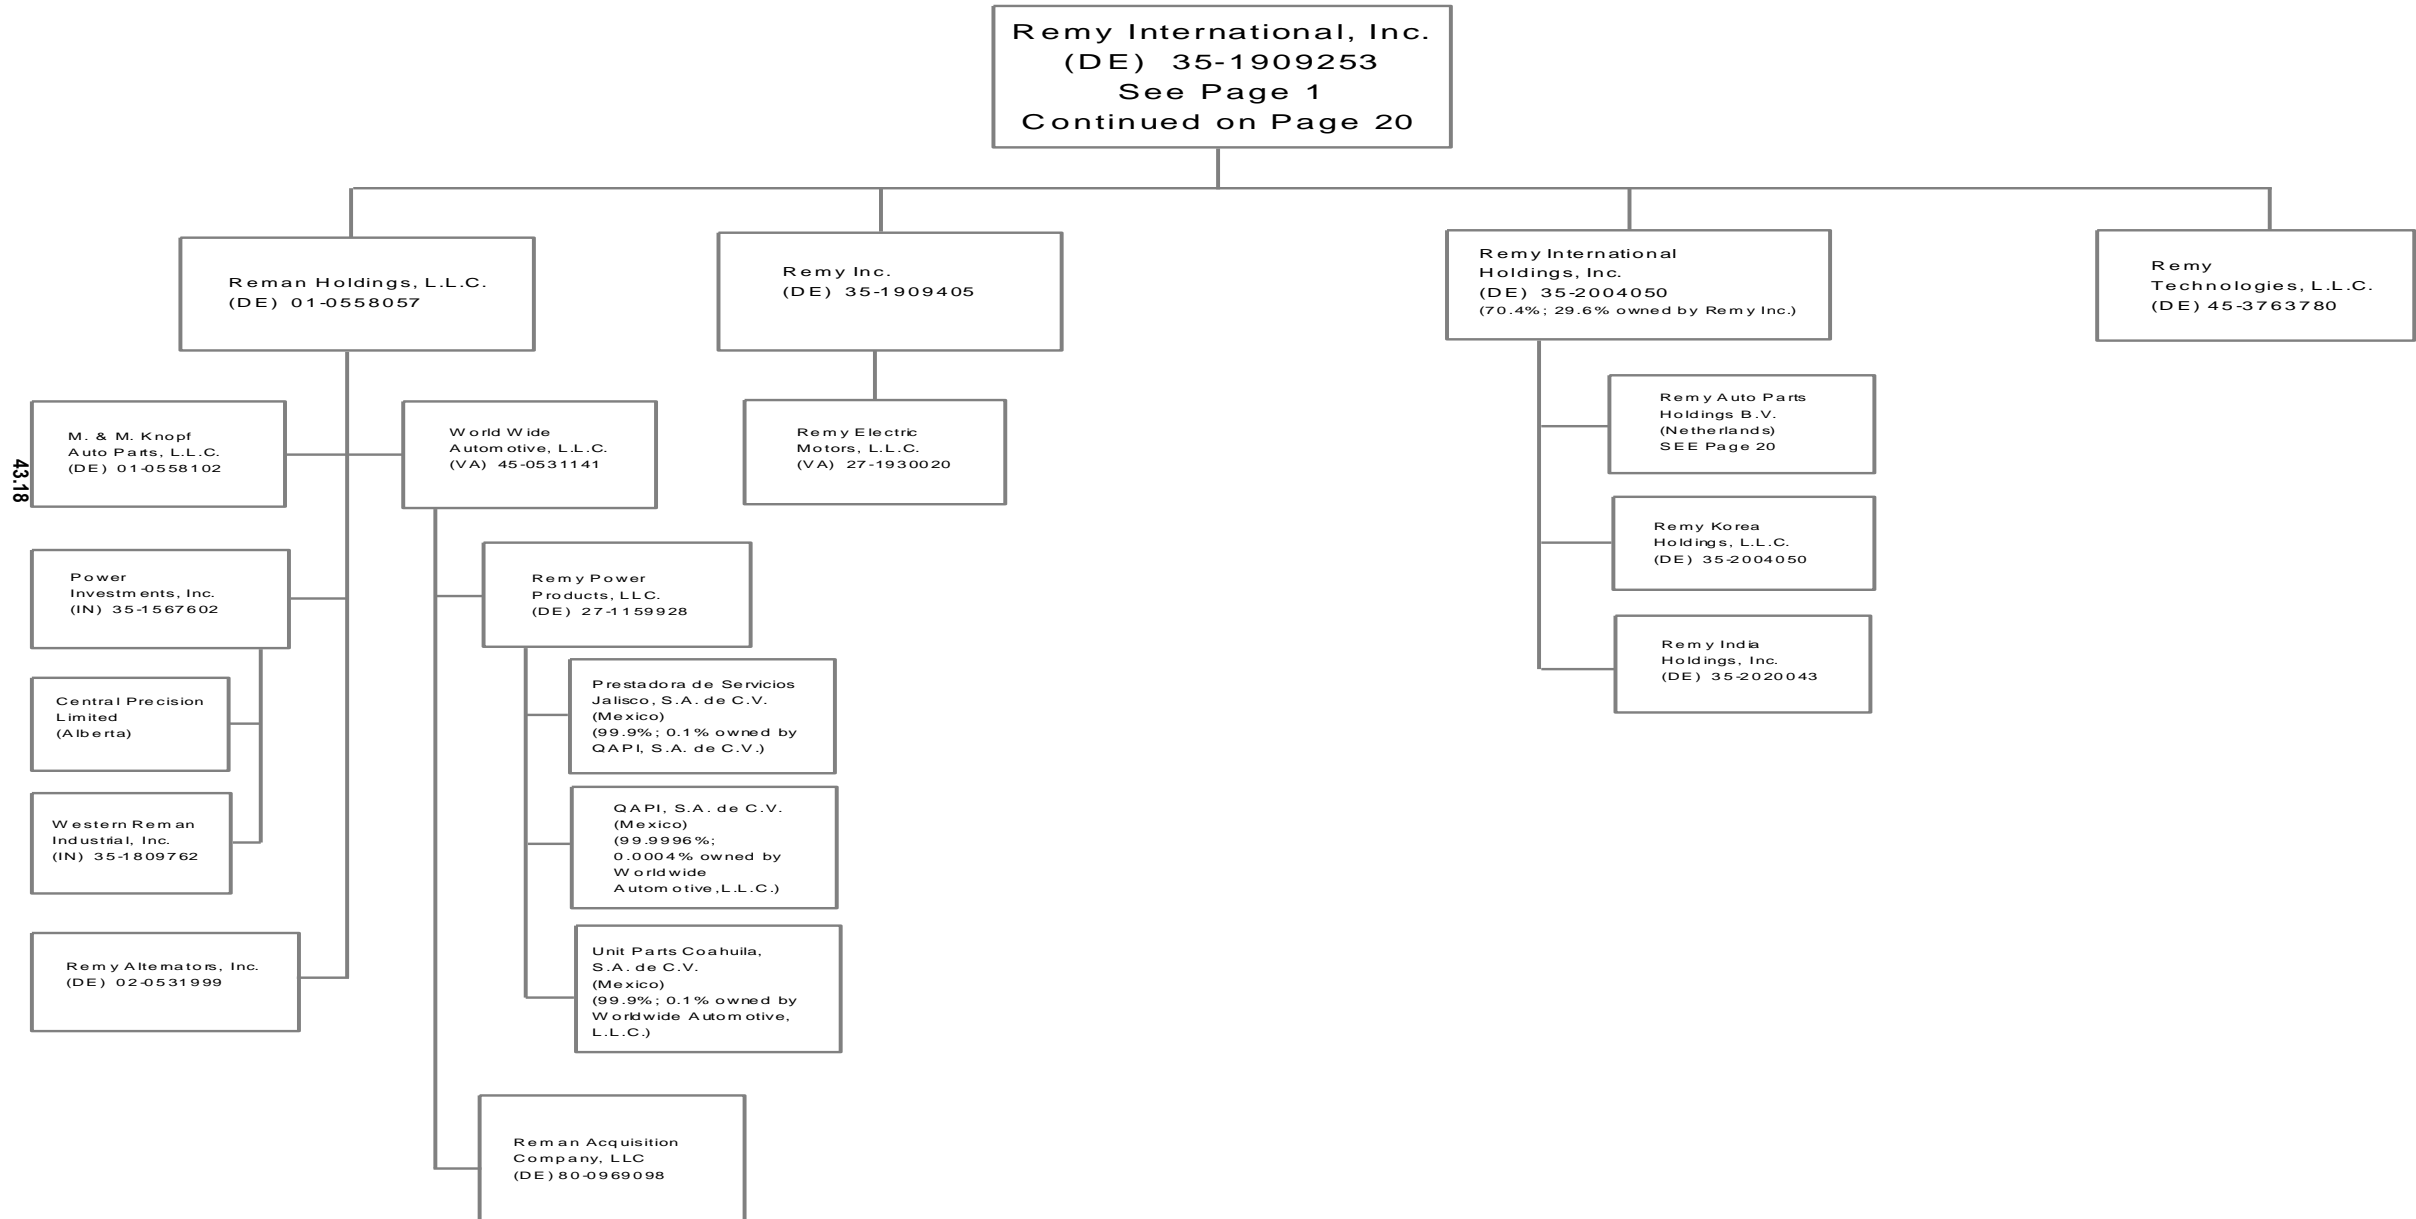 Remy International, Inc.
(DE) 35-1909253
See Page 1
Continued on Page 20
Reman Holdings, L.L.C.
(DE) 01-0558057
Remy Inc.
(DE) 35-1909405
Remy International
Holdings, Inc.
(DE) 35-2004050
(70.4%; 29.6% owned by Remy Inc.)
Remy
Technologies, L.L.C.
(DE) 45-3763780
M. & M. Knopf
Auto Parts, L.L.C.
(DE) 01-0558102
World Wide
Automotive, L.L.C.
(VA) 45-0531141
Remy Electric
Motors, L.L.C.
(VA) 27-1930020
Remy Auto Parts
Holdings B.V.
(Netherlands)
SEE Page 20
43.18
Power
Investments, Inc.
(IN) 35-1567602
Remy Power
Products, LLC.
(DE) 27-1159928
Remy Korea
Holdings, L.L.C.
(DE) 35-2004050
Central Precision
Limited
(Alberta)
Prestadora de Servicios
Jalisco, S.A. de C.V.
(Mexico)
(99.9%; 0.1% owned by
QAPI, S.A. de C.V.)
Remy India
Holdings, Inc.
(DE) 35-2020043
Western Reman
Industrial, Inc.
(IN) 35-1809762
QAPI, S.A. de C.V.
(Mexico)
(99.9996%;
0.0004% owned by
Worldwide
Automotive,L.L.C.)
Remy Alternators, Inc.
(DE) 02-0531999
Unit Parts Coahuila,
S.A. de C.V.
(Mexico)
(99.9%; 0.1% owned by
Worldwide Automotive,
L.L.C.)
Reman Acquisition
Company, LLC
(DE) 80-0969098